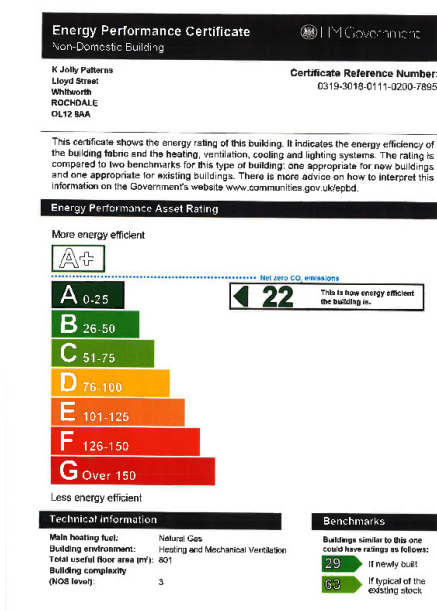 Energy Performance Certificate
Non-Domestic Building
HM Government
K Jolly Patterns
Lloyd Street
Whitworth
ROCHDALE
OL12 8AA
Certificate Reference Number:
0319-3018-0111-0200-7895
This certificate shows the energy rating of this building. It indicates the energy efficiency of
the building fabric and the heating, ventilation, cooling and lighting systems. The rating is
compared to two benchmarks for this type of building: one appropriate for new buildings
and one appropriate for existing buildings. There is more advice on how to interpret this
information on the Government's website www.communities.gov.uk/epbd.
Energy Performance Asset Rating
More energy efficient
A+
Net zero CO₂ emissions
A 0-25
22
This is how energy efficient
the building is.
B 26-50
C 51-75
D 76-100
E 101-125
F 126-150
G Over 150
Less energy efficient
Technical information
Main heating fuel: Natural Gas
Building environment: Heating and Mechanical Ventilation
Total useful floor area (m²): 801
Building complexity
(NOS level): 3
Benchmarks
Buildings similar to this one
could have ratings as follows:
29 If newly built
63 If typical of the
existing stock